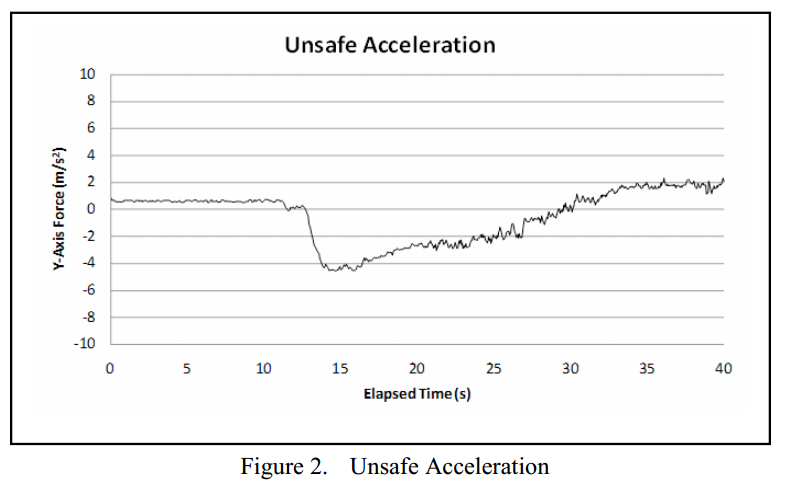 Unsafe Acceleration
10
8
6
4
2
0
-2
-4
-6
-8
-10
Y-Axis Force (m/s²)
0 5 10 15 20 25 30 35 40
Elapsed Time (s)
Figure 2. Unsafe Acceleration